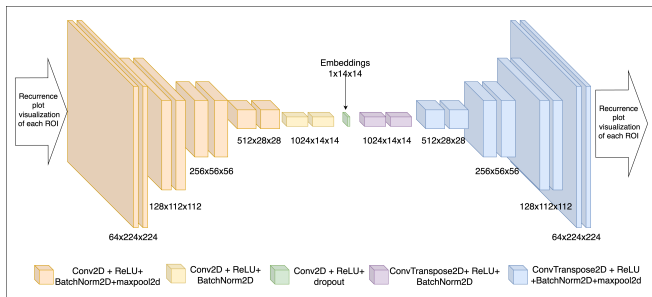 Embeddings
1x14x14
Recurrence
plot
visualization
of each ROI
Recurrence
plot
visualization
of each ROI
512x28x28
1024x14x14
1024x14x14
512x28x28
256x56x56
256x56x56
128x112x112
128x112x112
64x224x224
64x224x224
Conv2D + ReLU+
BatchNorm2D+maxpool2d
Conv2D + ReLU+
BatchNorm2D
Conv2D + ReLU+
dropout
ConvTranspose2D+ ReLU+
BatchNorm2D
ConvTranspose2D + ReLU
+BatchNorm2D+maxpool2d